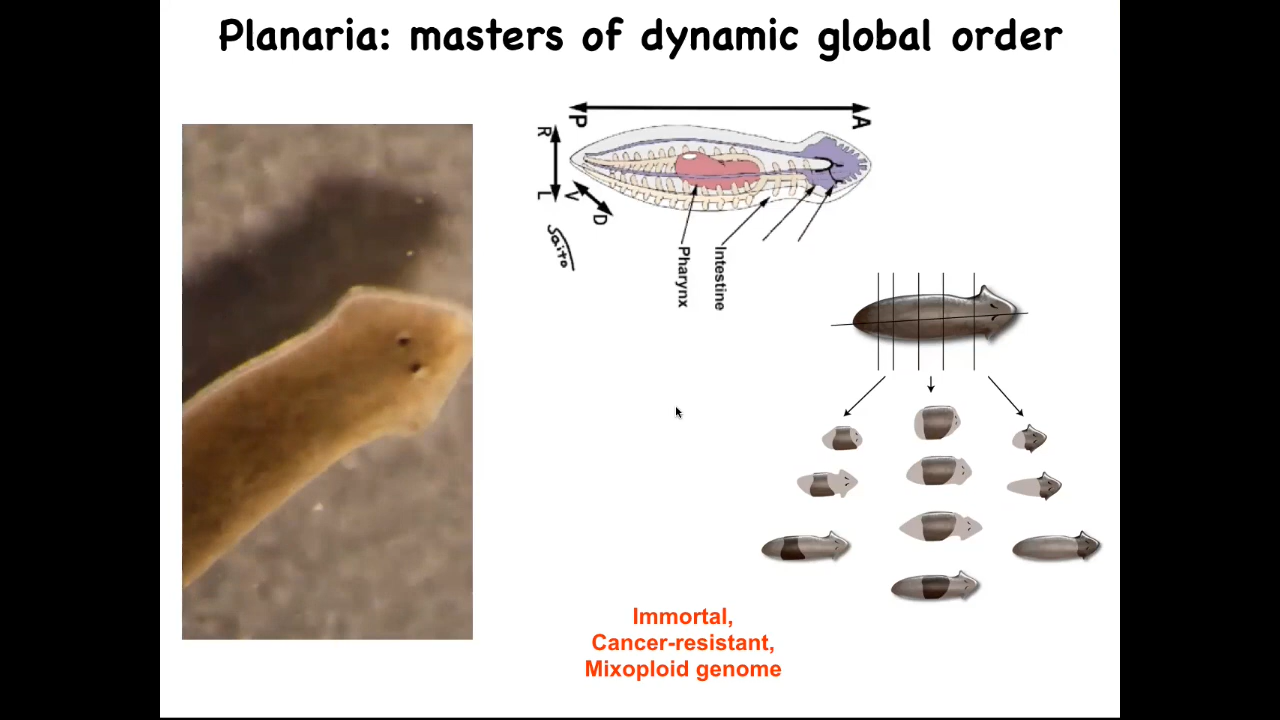 Planaria: masters of dynamic global order
P
A
R
L
V
D
Saito
Pharynx
Intestine
Immortal,
Cancer-resistant,
Mixoploid genome